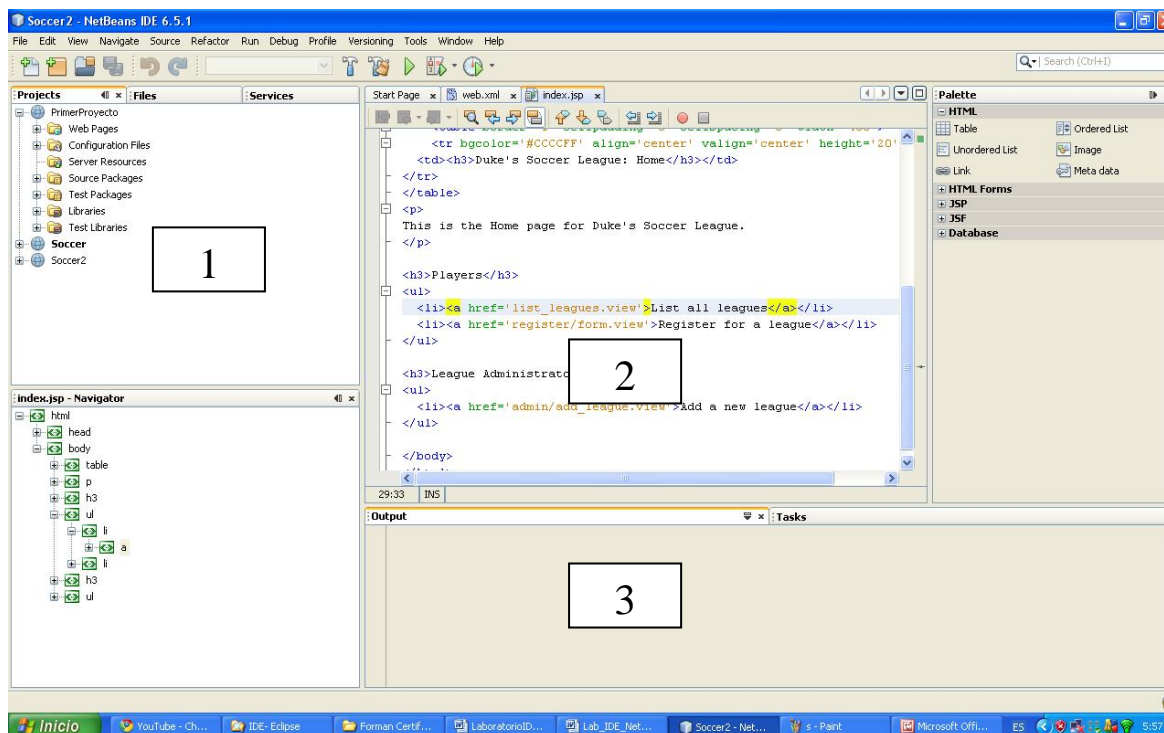 Soccer2 - NetBeans IDE 6.5.1
File Edit View Navigate Source Refactor Run Debug Profile Versioning Tools Window Help
Search (Ctrl+I)
Projects
Files
Services
PrimerProyecto
Web Pages
Configuration Files
Server Resources
Source Packages
Test Packages
Libraries
Test Libraries
Soccer
Soccer2
1
index.jsp - Navigator
html
head
body
table
p
h3
ul
li
a
li
h3
ul
Start Page
web.xml
index.jsp
<tr bgcolor='#CCCCFF' align='center' valign='center' height='20'
<td><h3>Duke's Soccer League: Home</h3></td>
</tr>
</table>
<p>
This is the Home page for Duke's Soccer League.
</p>
<h3>Players</h3>
<ul>
<li><a href='list_leagues.view'>List all leagues</a></li>
<li><a href='register/form.view'>Register for a league</a></li>
</ul>
<h3>League Administrato
2
<ul>
<li><a href='admin/add_league.view'>Add a new league</a></li>
</ul>
</body>
29:33 INS
Output
Tasks
3
Palette
HTML
Table
Ordered List
Unordered List
Image
Link
Meta data
HTML Forms
JSP
JSF
Database
Inicio
YouTube - Ch...
IDE- Eclipse
Forman Certif...
LaboratorioID...
Lab_IDE_Net...
Soccer2 - Net...
s - Paint
Microsoft Offi...
ES
5:57